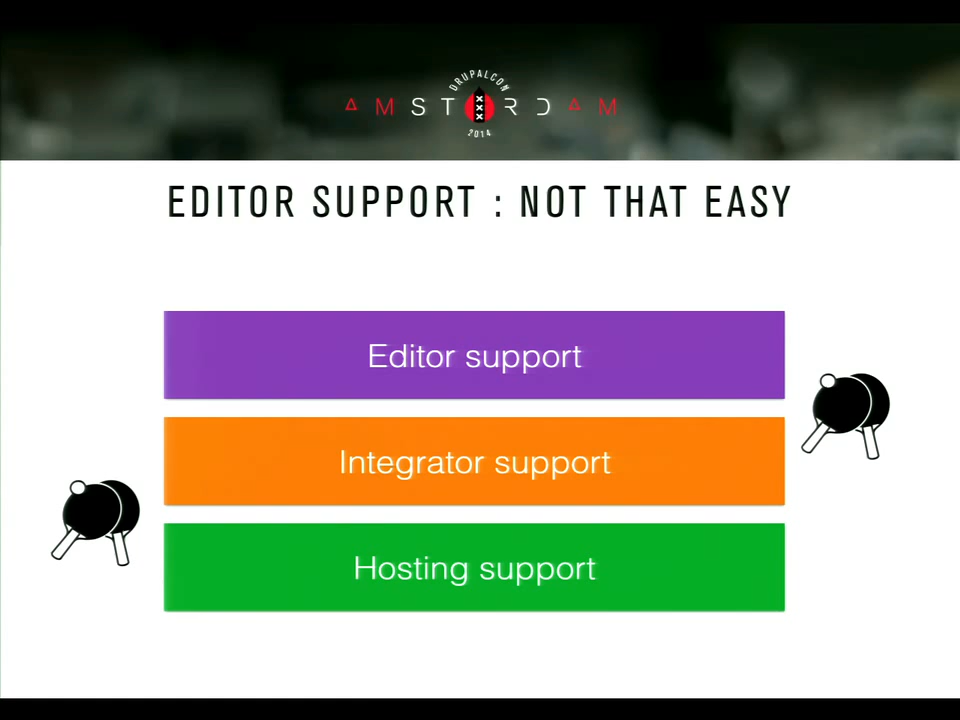 DRUPALCON
AMSTERDAM
2014
EDITOR SUPPORT : NOT THAT EASY
Editor support
Integrator support
Hosting support